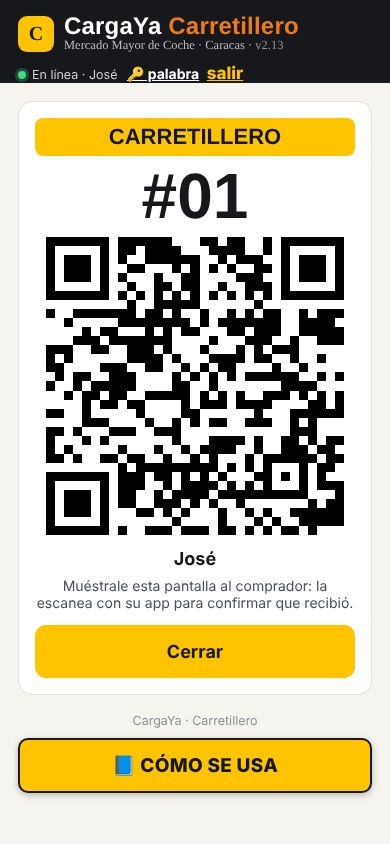 C CargaYa Carretillero
Mercado Mayor de Coche · Caracas · v2.13
En línea · José 🔑 palabra salir
CARRETILLERO
#01
José
Muéstrale esta pantalla al comprador: la
escanea con su app para confirmar que recibió.
Cerrar
CargaYa · Carretillero
📘 CÓMO SE USA